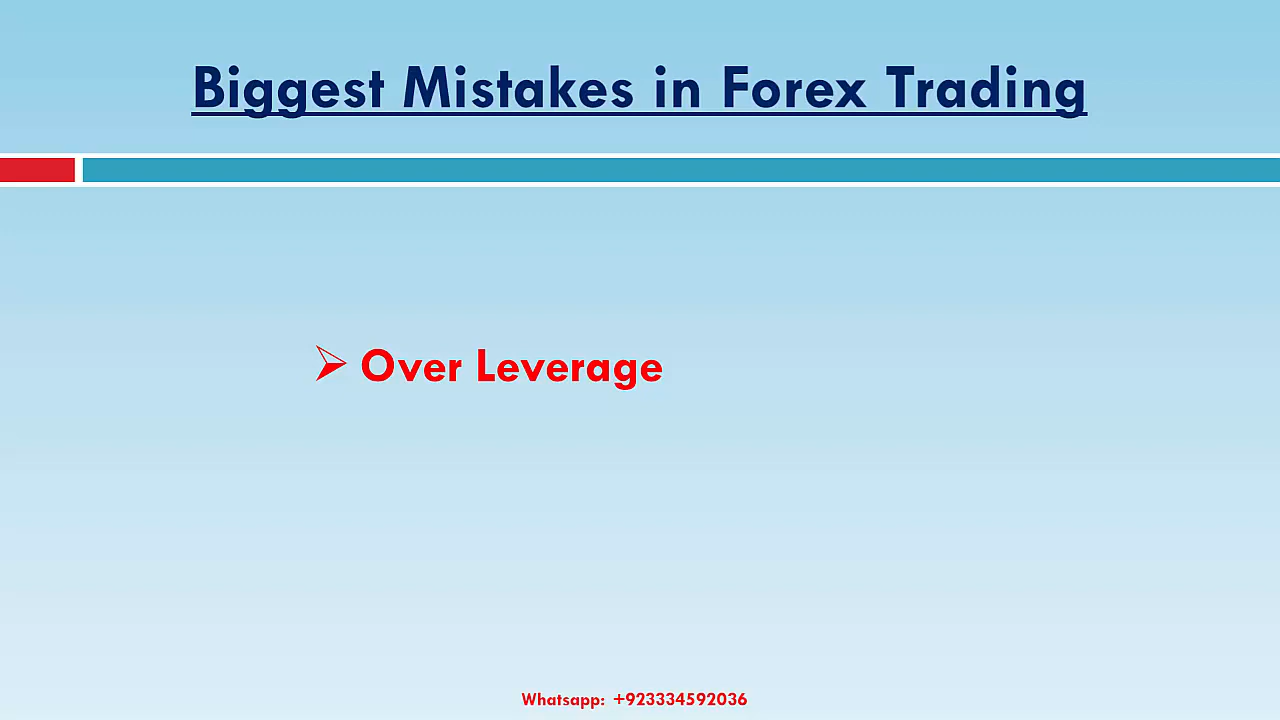 Biggest Mistakes in Forex Trading
➢ Over Leverage
Whatsapp: +923334592036